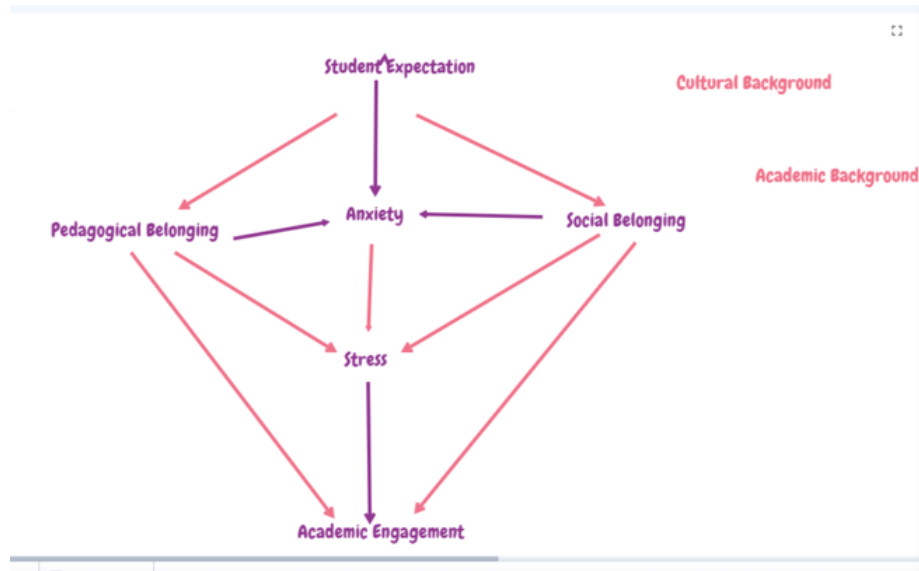 Student Expectation
Cultural Background
Academic Background
Anxiety
Pedagogical Belonging
Social Belonging
Stress
Academic Engagement